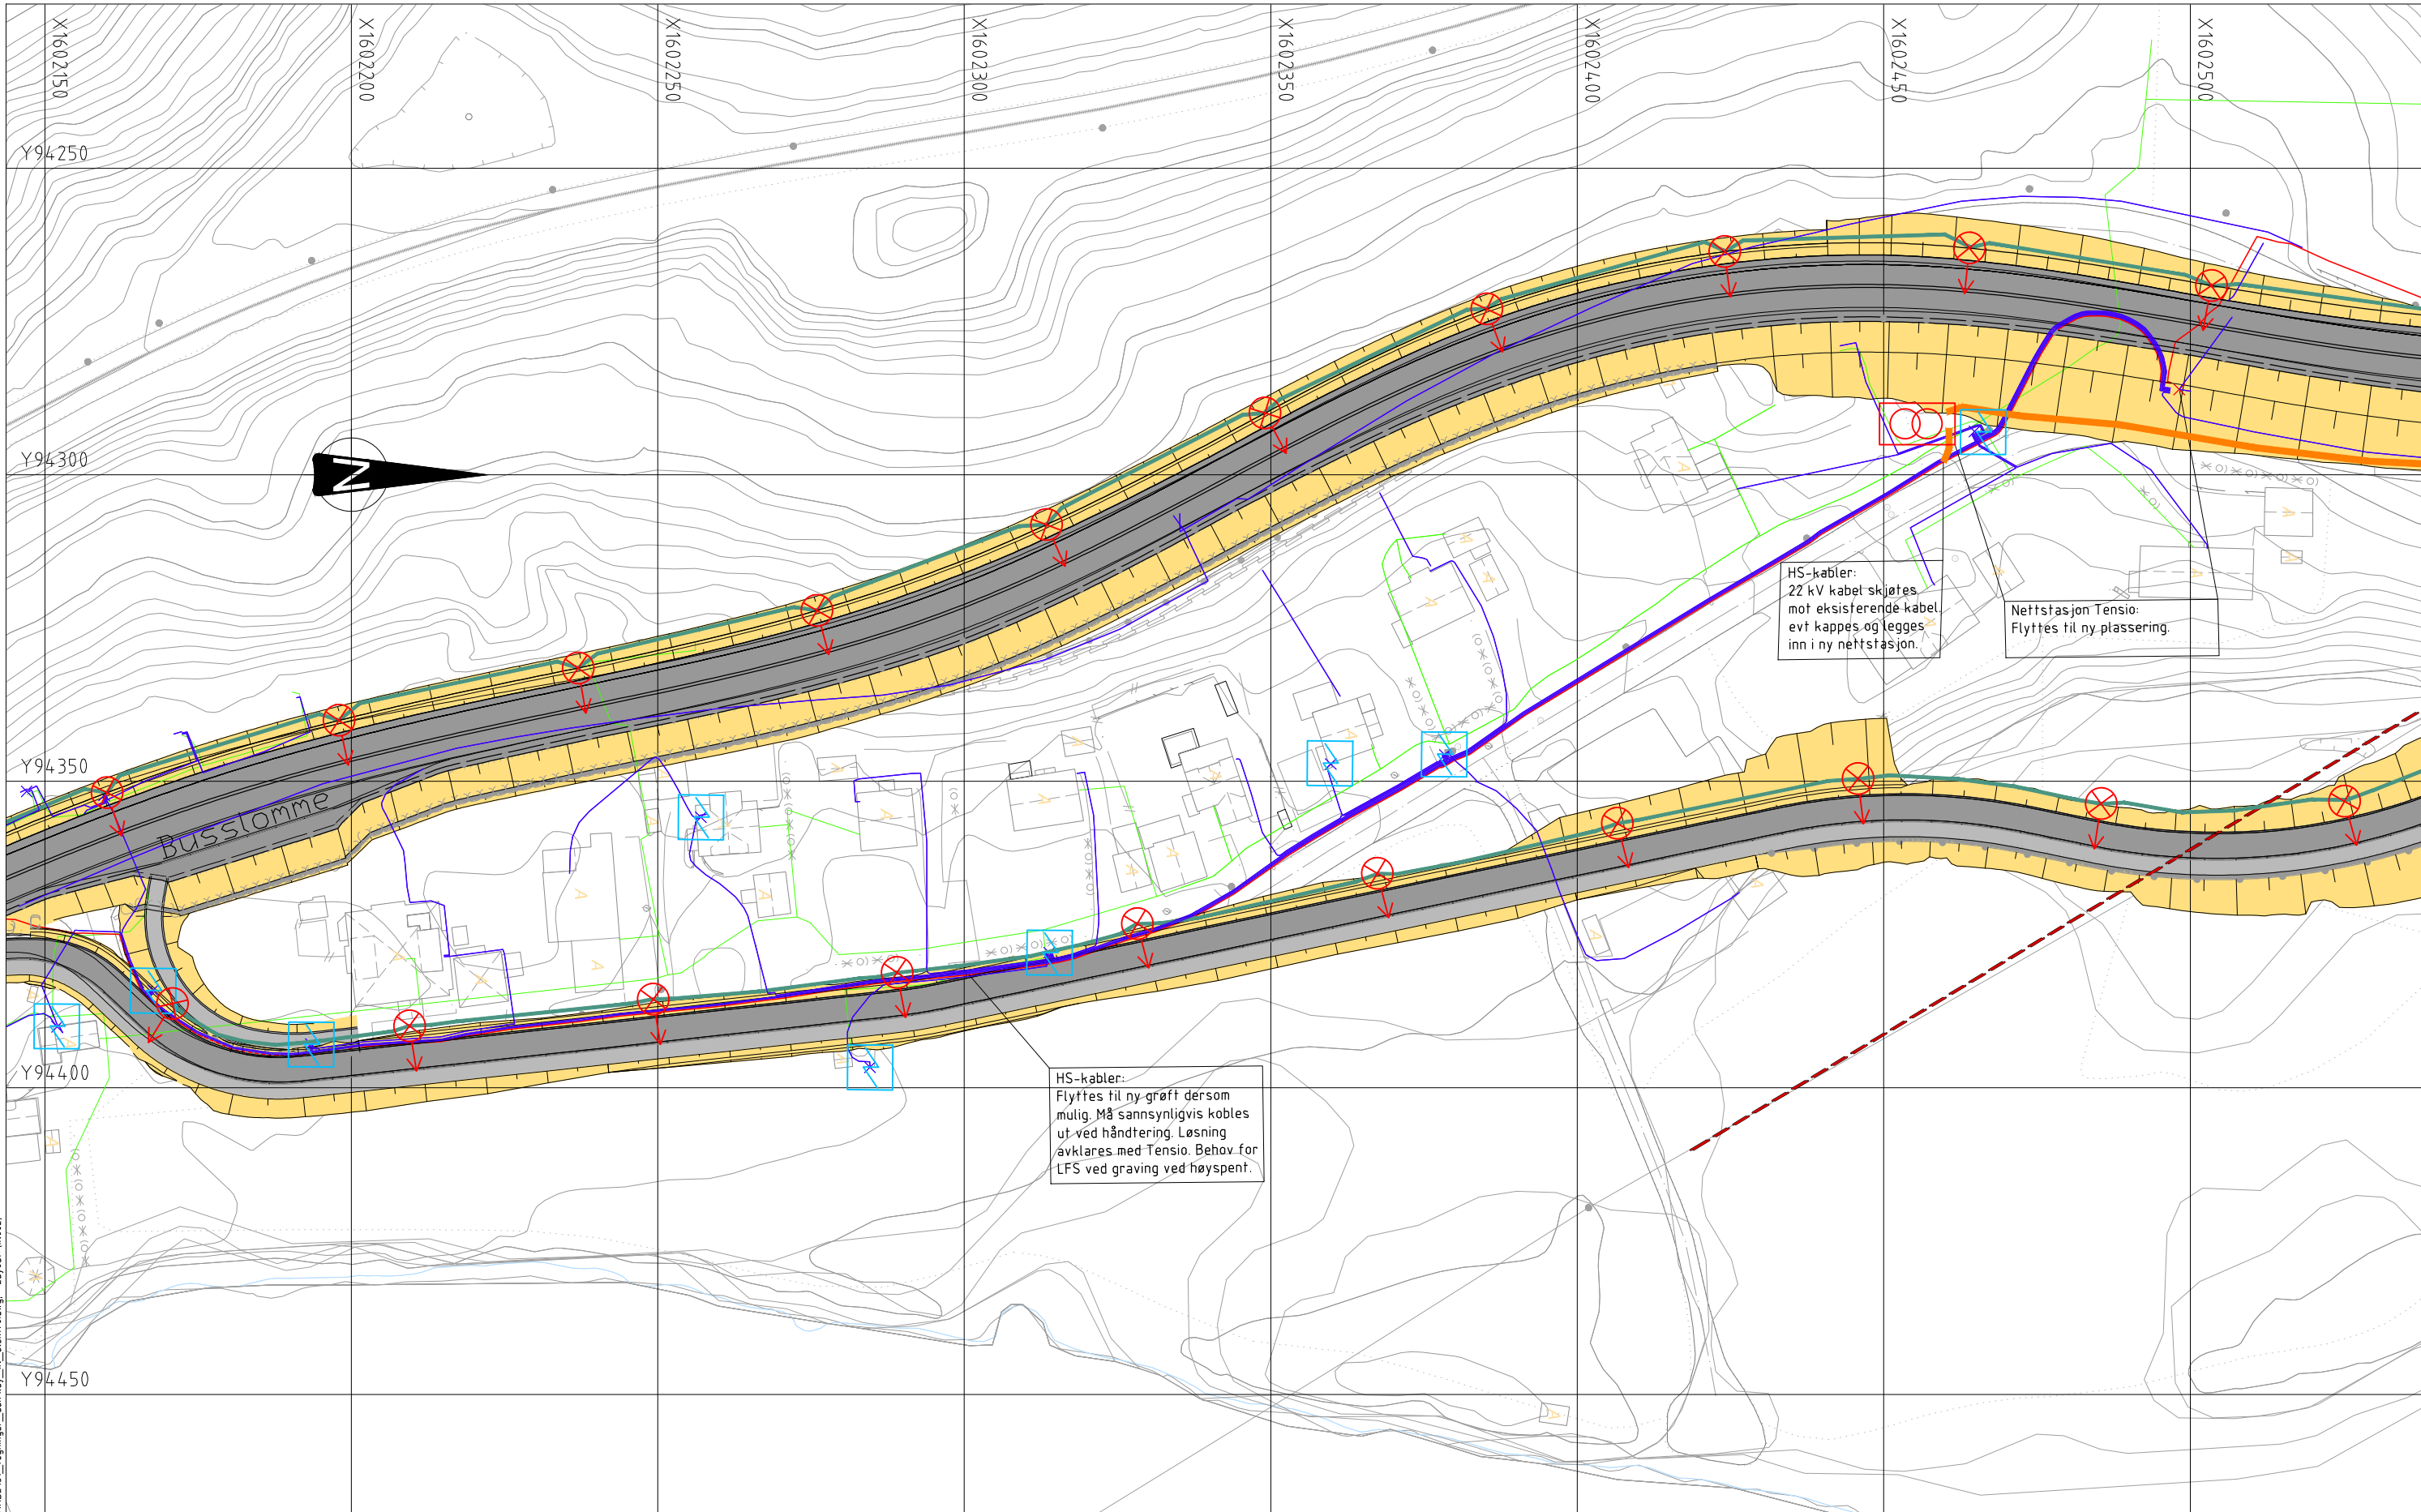 X1602150
X1602200
X1602250
X1602300
X1602350
X1602400
X1602450
X1602500
Y94250
Y94300
N
HS-kabler:
22 kV kabel skjøtes
mot eksisterende kabel.
evt kappes og legges
inn i ny nettstasjon.
Nettstasjon Tensio:
Flyttes til ny plassering.
Y94350
Busslomme
Y94400
HS-kabler:
Flyttes til ny grøft dersom
mulig. Må sannsynligvis kobles
ut ved håndtering. Løsning
avklares med Tensio. Behov for
LFS ved graving ved høyspent.
Y94450